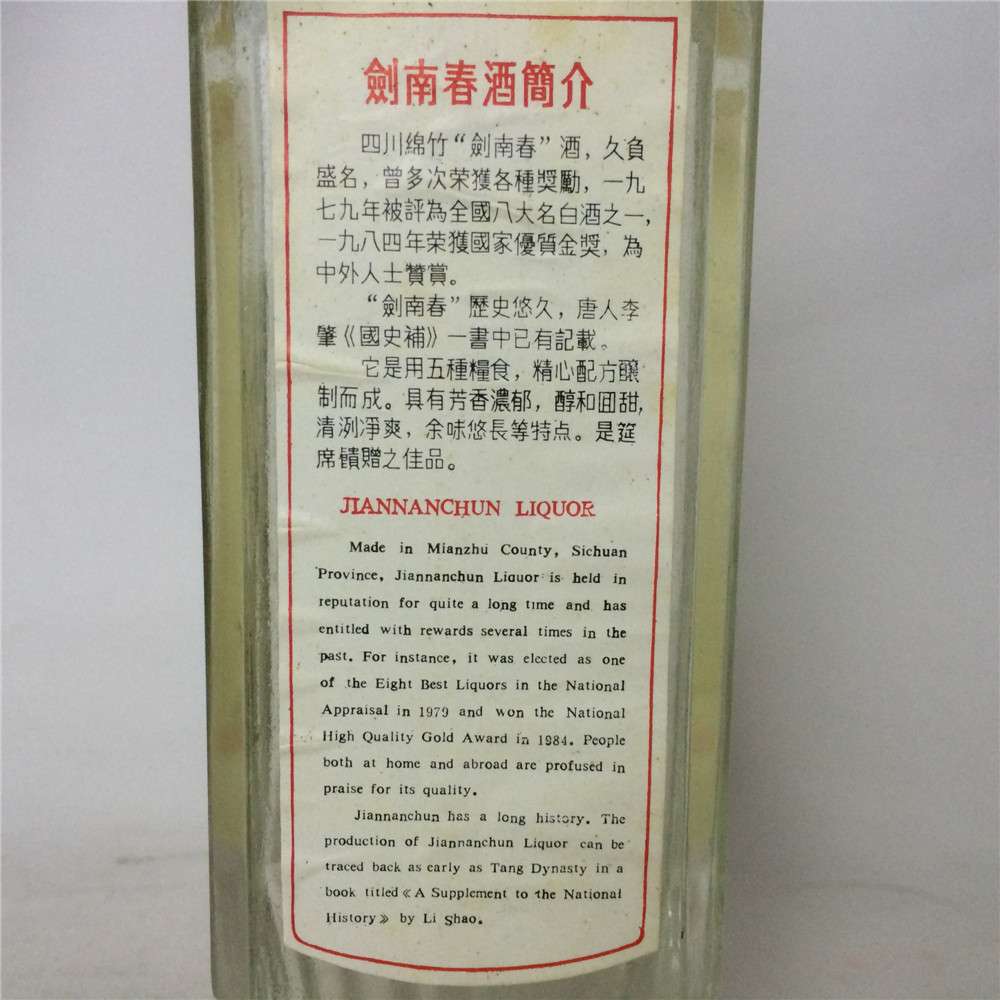 劍南春酒簡介
四川綿竹“劍南春”酒，久負
盛名，曾多次荣獲各種獎勵，一九
七九年被評為全國八大名白酒之一，
一九八四年荣獲國家優質金獎，為
中外人士贊賞。
“劍南春”歷史悠久，唐人李
肇《國史補》一書中已有記載。
它是用五種糧食，精心配方釀
制而成。具有芳香濃郁，醇和囬甜，
清洌凈爽，余味悠長等特点。是筵
席饋贈之佳品。
JIANNANCHUN LIQUOR
Made in Mianzhu County, Sichuan
Province, Jiannanchun Liquor is held in
reputation for quite a long time and has
entitled with rewards several times in the
past. For instance, it was elected as one
of the Eight Best Liquors in the National
Appraisal in 1979 and won the National
High Quality Gold Award in 1984. People
both at home and abroad are profused in
praise for its quality.
Jiannanchun has a long history. The
production of Jiannanchun Liquor can be
traced back as early as Tang Dynasty in a
book titled《A Supplement to the National
History》by Li Shao.